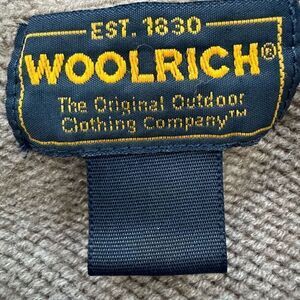 EST. 1830
WOOLRICH®
The Original Outdoor
Clothing Company™